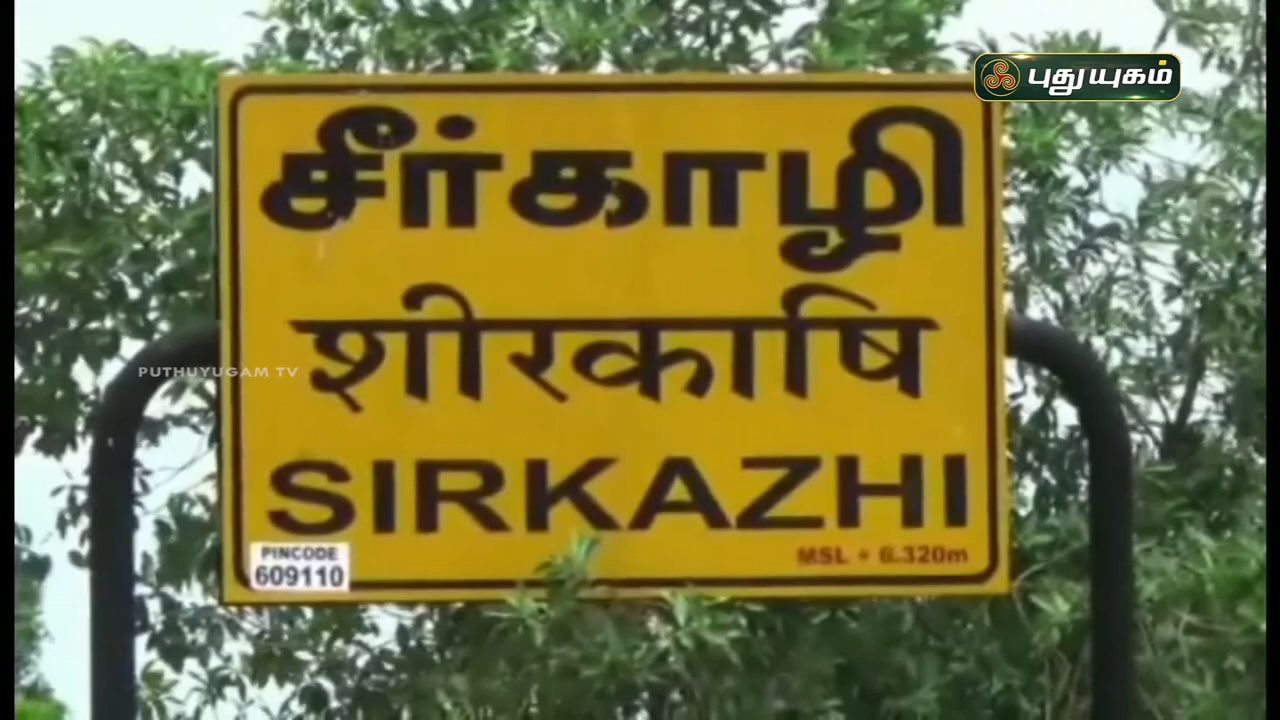 புதுயுகம்
சீர்காழி
शीरकाषि
PUTHUYUGAM TV
SIRKAZHI
PINCODE
609110
MSL + 6.320m